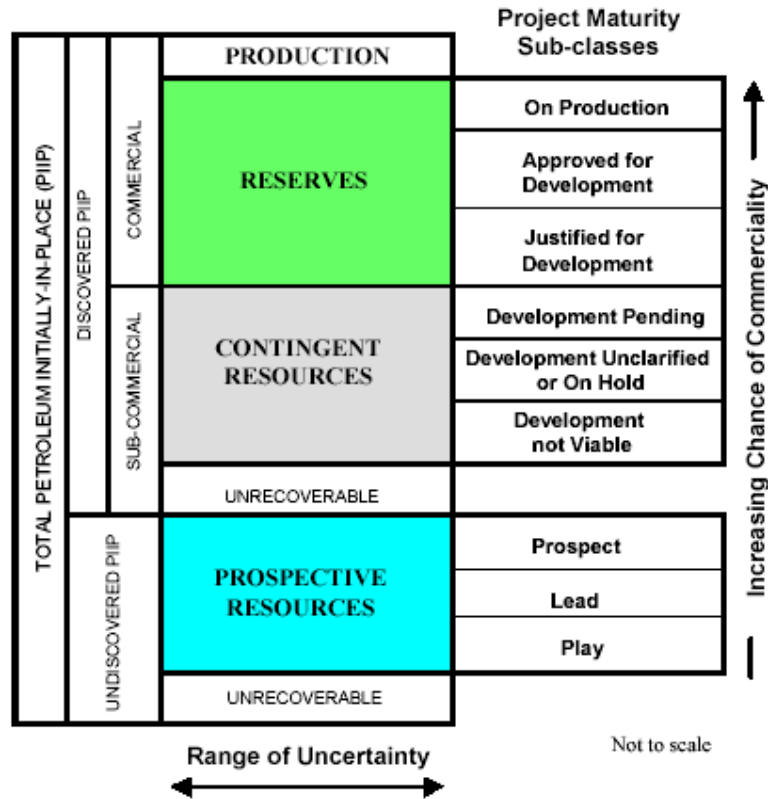 Project Maturity
Sub-classes
TOTAL PETROLEUM INITIALLY-IN-PLACE (PIIP)
DISCOVERED PIIP
COMMERCIAL
PRODUCTION
RESERVES
On Production
Approved for
Development
Justified for
Development
SUB-COMMERCIAL
CONTINGENT
RESOURCES
Development Pending
Development Unclarified
or On Hold
Development
not Viable
UNRECOVERABLE
UNDISCOVERED PIIP
PROSPECTIVE
RESOURCES
Prospect
Lead
Play
UNRECOVERABLE
Increasing Chance of Commerciality
Range of Uncertainty
Not to scale